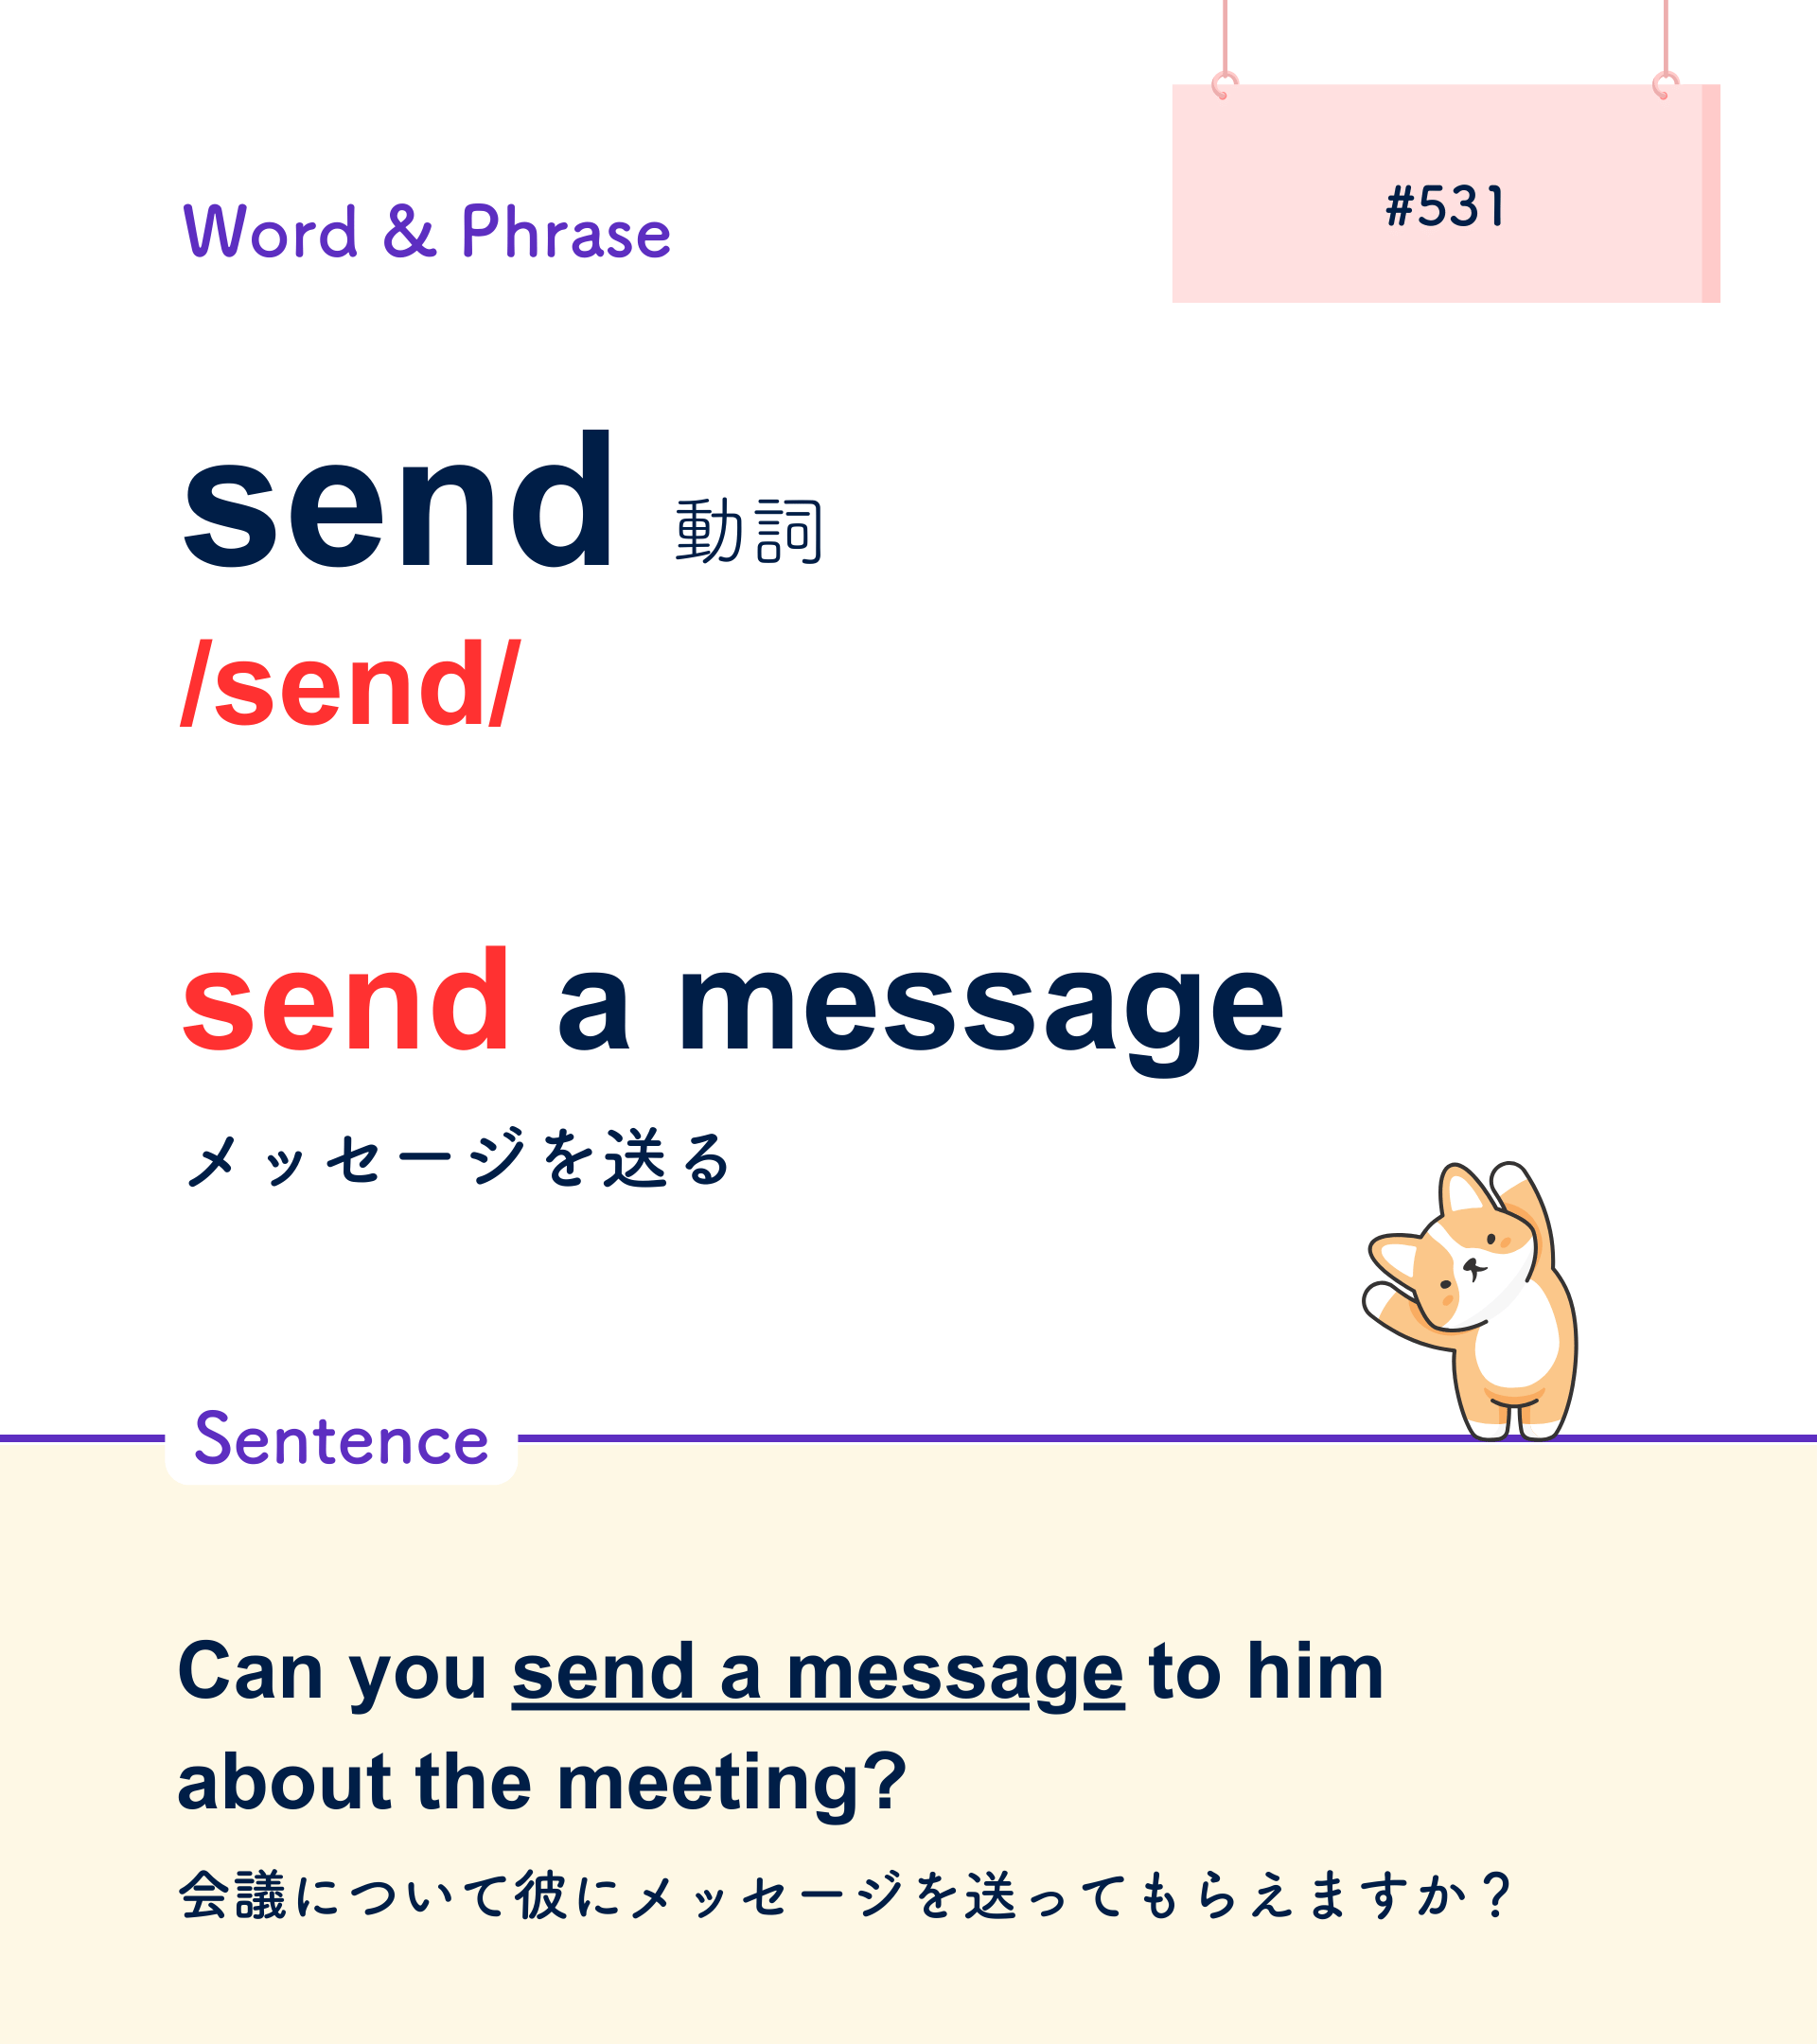 #531
Word & Phrase
send 動詞
/send/
send a message
メッセージを送る
Sentence
Can you send a message to him
about the meeting?
会議について彼にメッセージを送ってもらえますか？